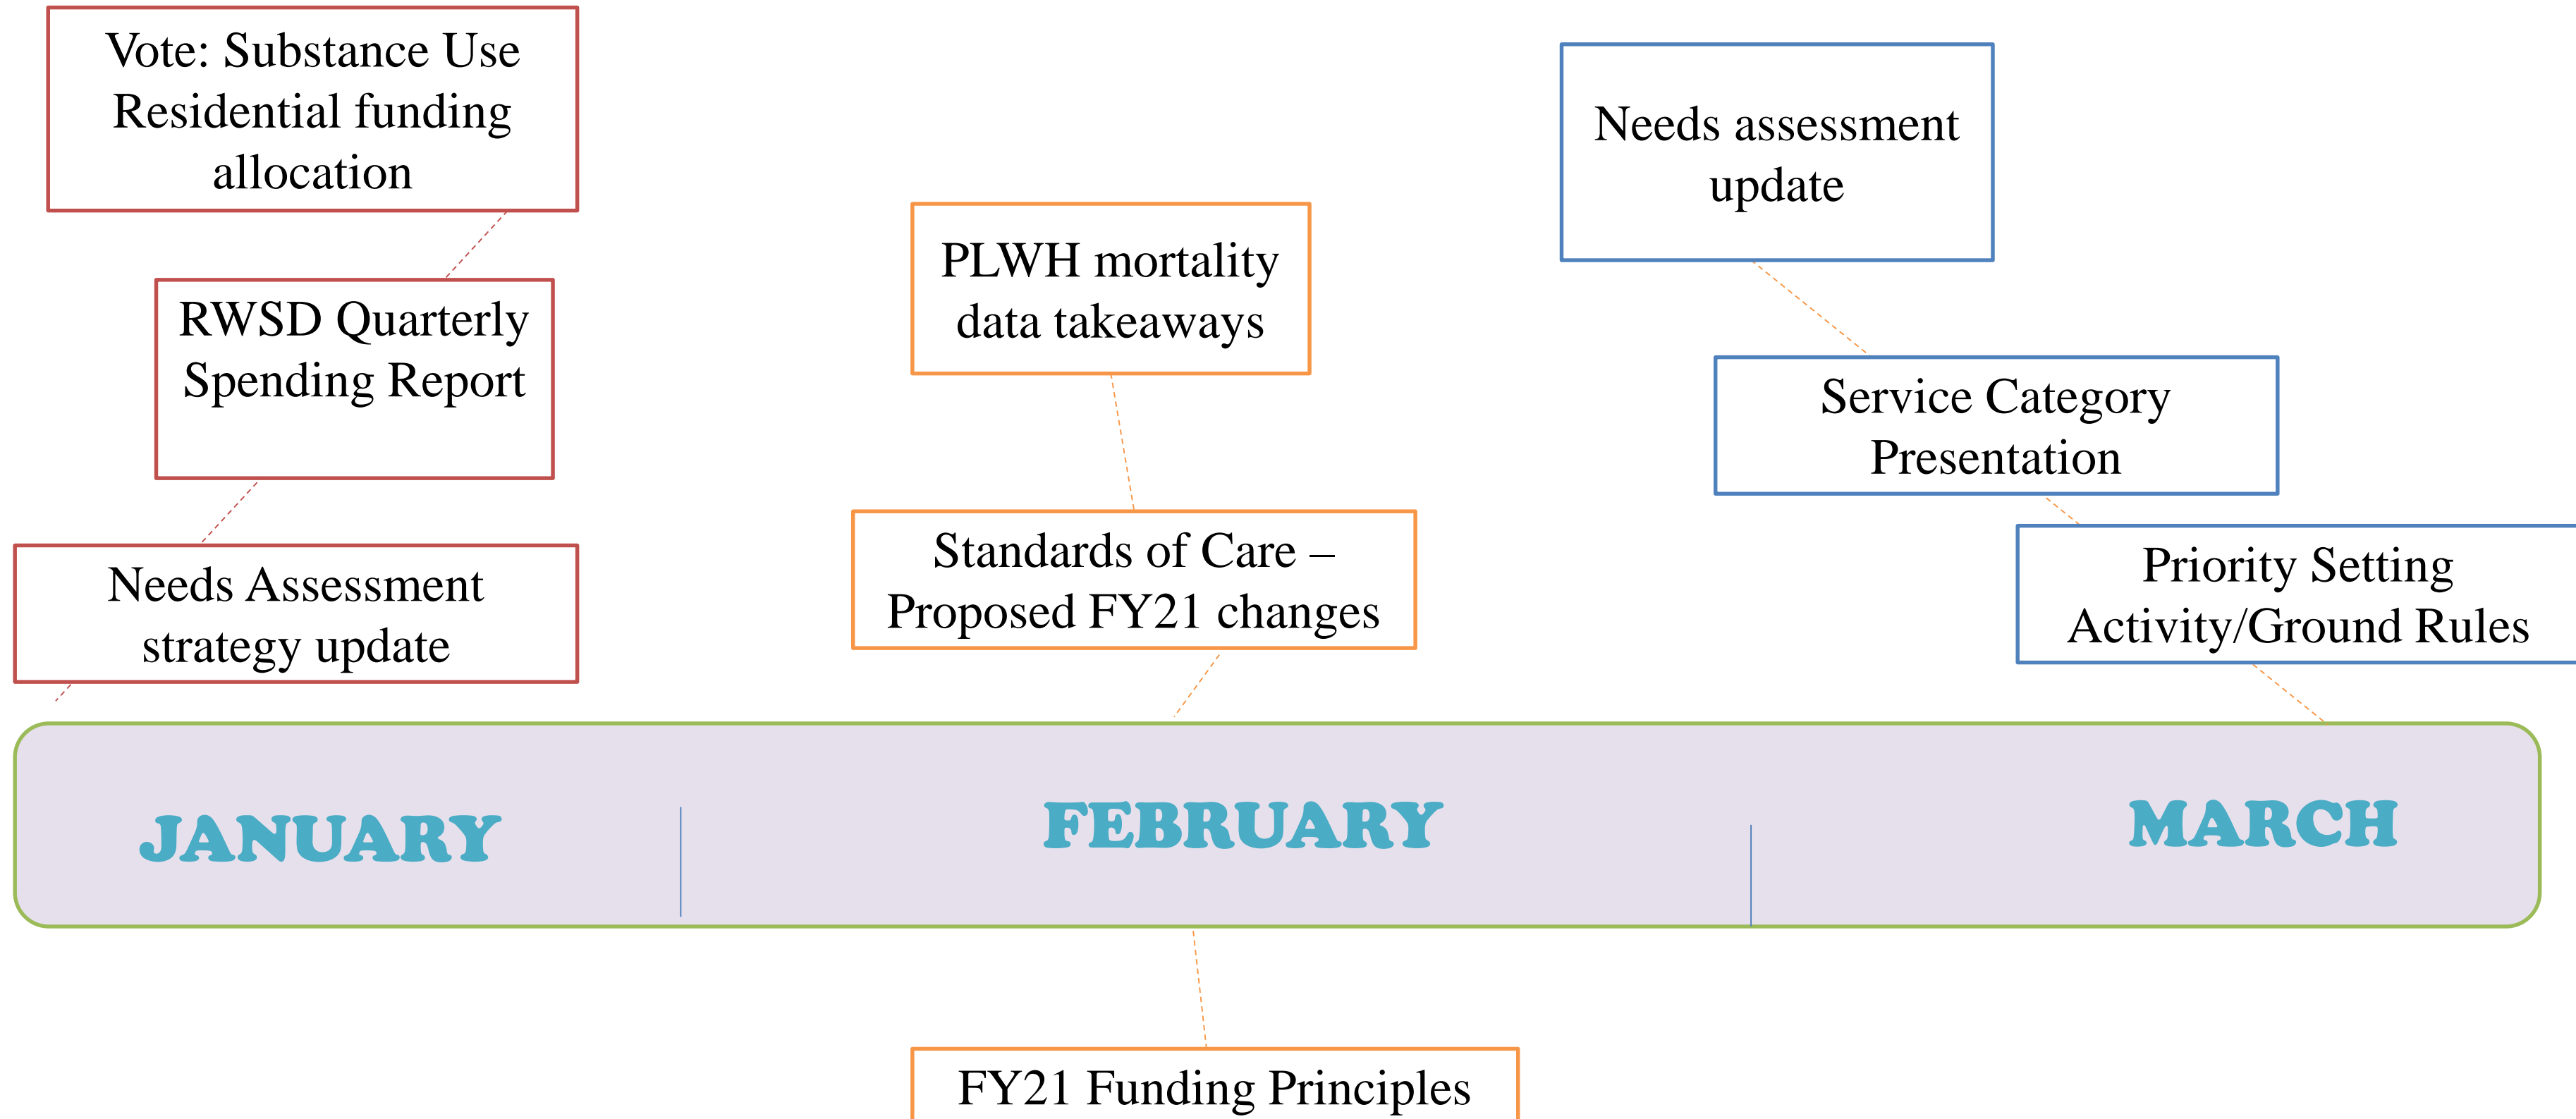 Vote: Substance Use
Residential funding
allocation
RWSD Quarterly
Spending Report
Needs Assessment
strategy update
PLWH mortality
data takeaways
Standards of Care –
Proposed FY21 changes
Needs assessment
update
Service Category
Presentation
Priority Setting
Activity/Ground Rules
JANUARY
FEBRUARY
MARCH
FY21 Funding Principles